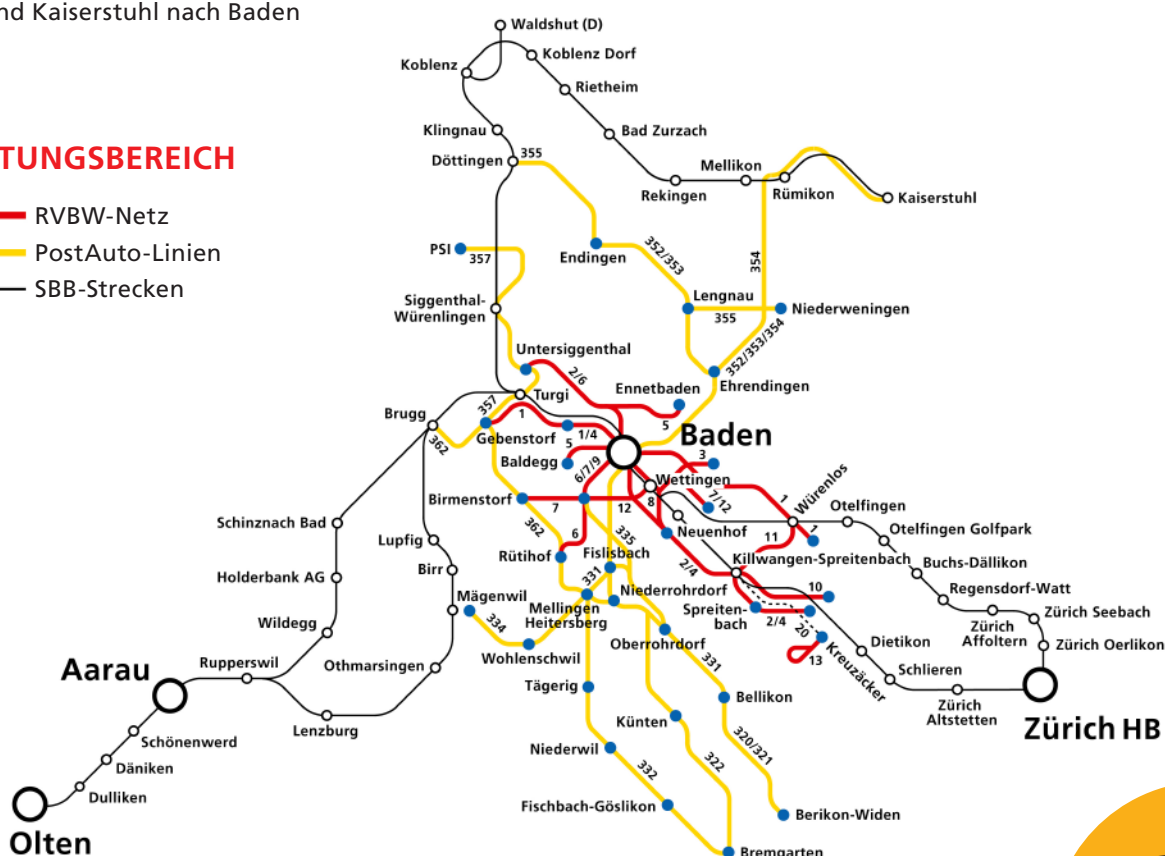 nd Kaiserstuhl nach Baden
TUNGSBEREICH
RVBW-Netz
PostAuto-Linien
SBB-Strecken
Waldshut (D)
Koblenz
Koblenz Dorf
Rietheim
Klingnau
Bad Zurzach
Döttingen
355
Mellikon
Rekingen
Rümikon
Kaiserstuhl
PSI
357
Endingen
352/353
354
Siggenthal-
Würenlingen
Lengnau
355
Niederweningen
Untersiggenthal
2/6
352/353/354
Ennetbaden
Ehrendingen
Turgi
5
Brugg
357
1
362
Gebenstorf
1/4
Baden
5
Baldegg
3
6/7/9
Wettingen
Birmenstorf
7
12
8
7/12
1
Würenlos
Otelfingen
1
Schinznach Bad
362
6
335
Neuenhof
11
Otelfingen Golfpark
Lupfig
Rütihof
Fislisbach
Killwangen-Spreitenbach
Buchs-Dällikon
Holderbank AG
Birr
331
2/4
Regensdorf-Watt
Mägenwil
Mellingen
Heitersberg
Niederrohrdorf
Spreiten-
bach
10
2/4
20
Zürich
Affoltern
Zürich Seebach
334
Wildegg
Oberrohrdorf
Zürich Oerlikon
Othmarsingen
Wohlenschwil
331
13
Kreuzäcker
Dietikon
Aarau
Rupperswil
Schlieren
Tägerig
Bellikon
Zürich
Altstetten
Zürich HB
Lenzburg
Künten
320/321
Schönenwerd
Niederwil
322
Däniken
332
Dulliken
Fischbach-Göslikon
Berikon-Widen
Olten
Bremgarten